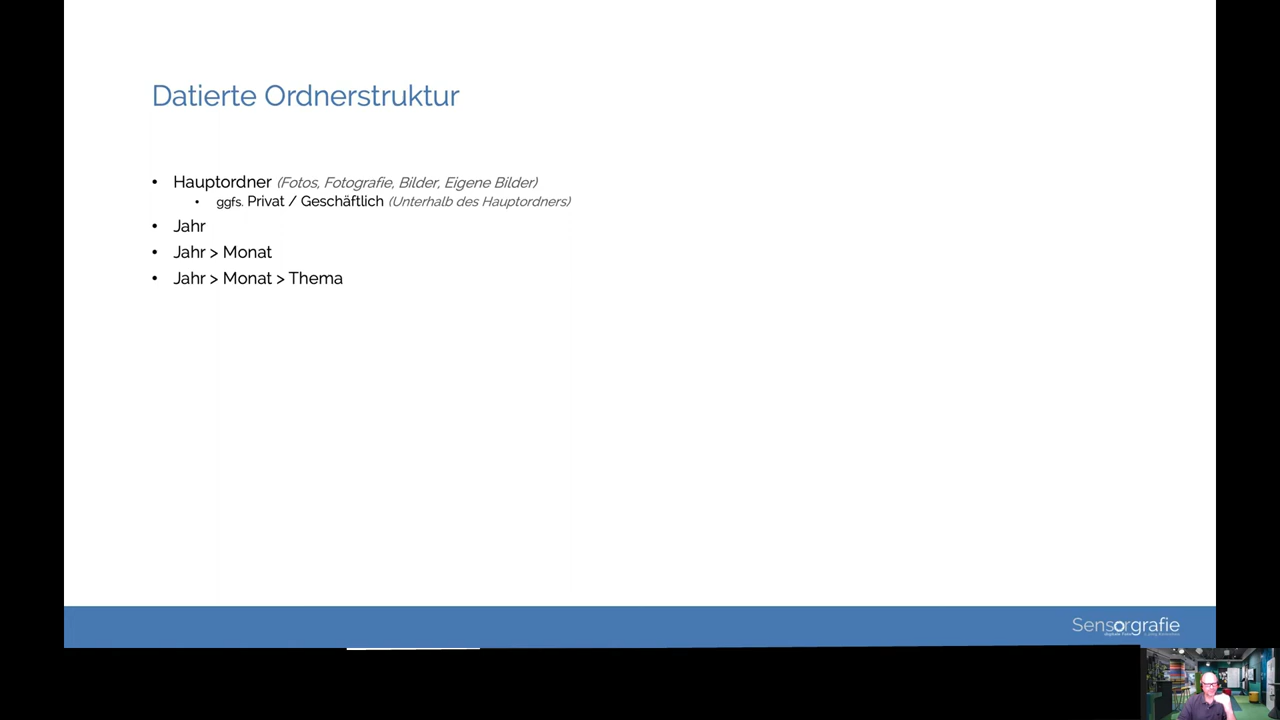 Datierte Ordnerstruktur
• Hauptordner (Fotos, Fotografie, Bilder, Eigene Bilder)
• ggfs. Privat / Geschäftlich (Unterhalb des Hauptordners)
• Jahr
• Jahr > Monat
• Jahr > Monat > Thema
Sensorgrafie